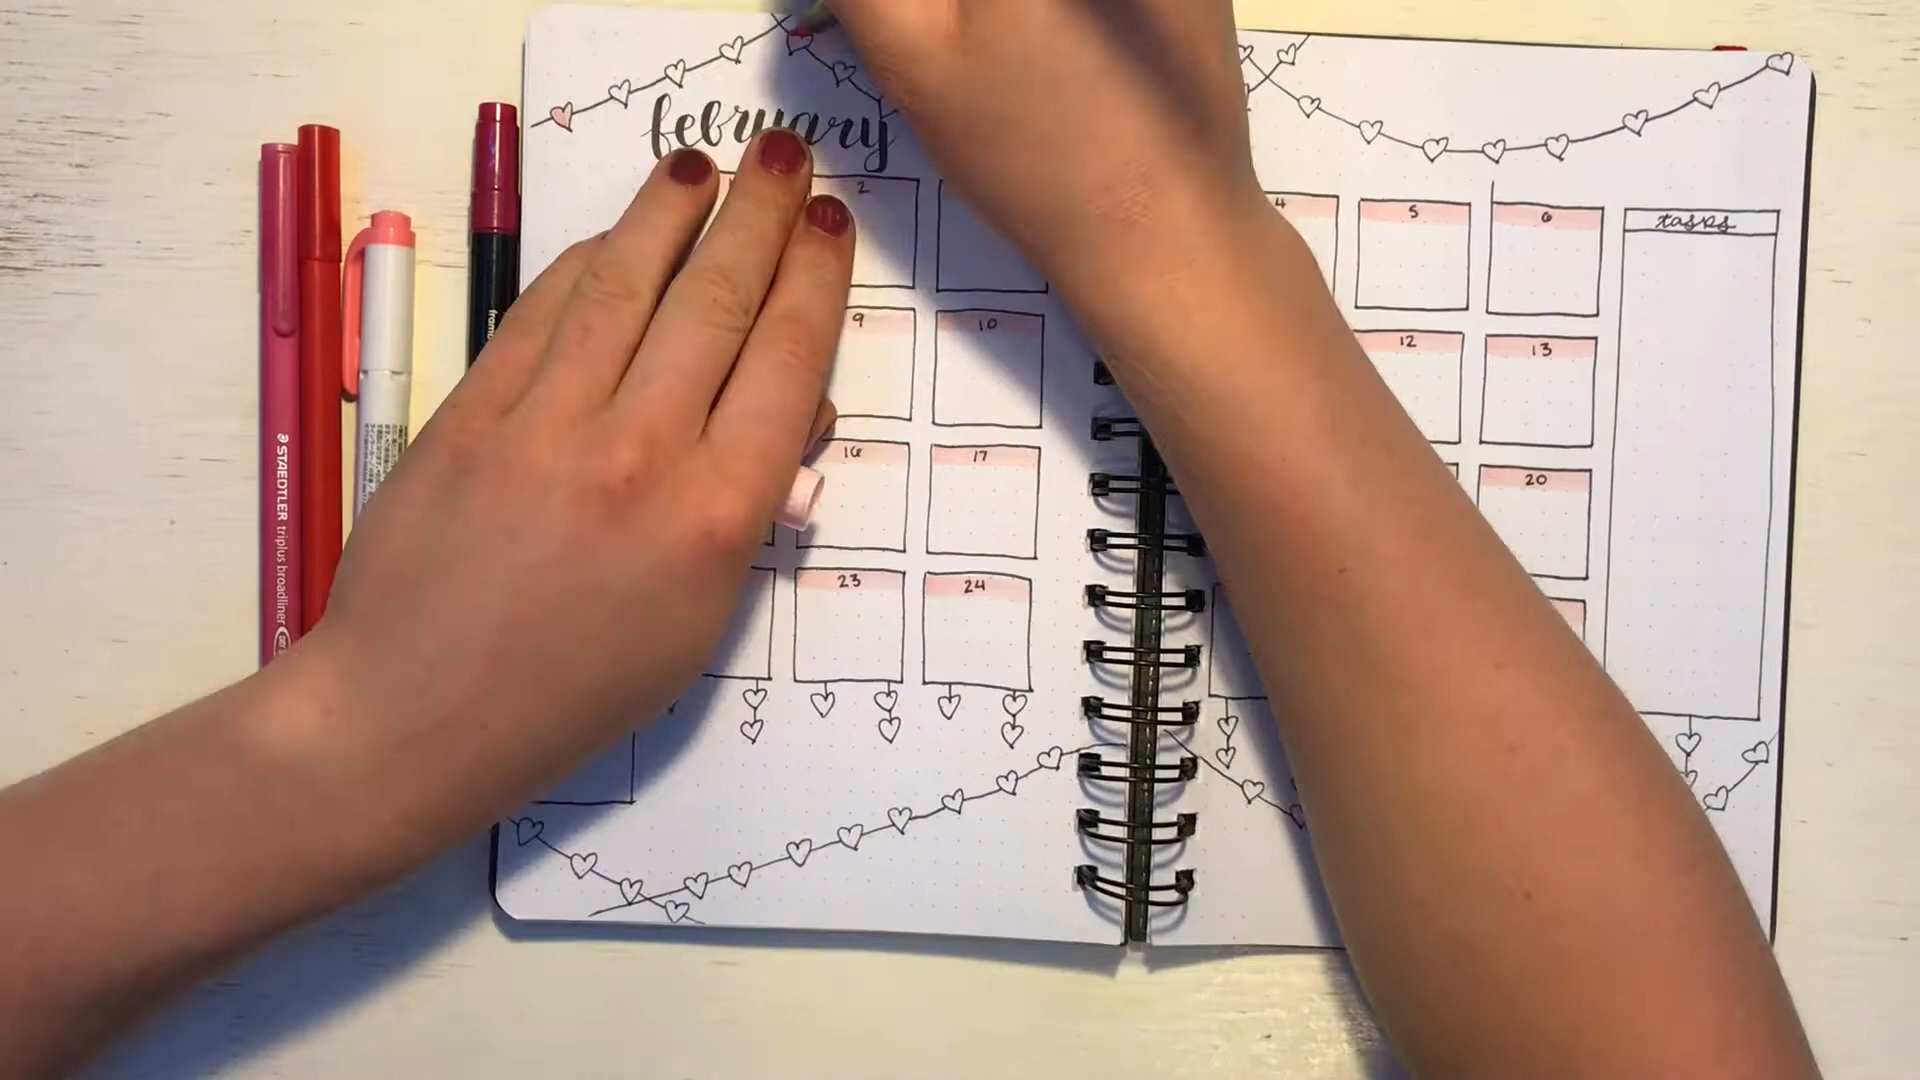 february
2 4 5 6 tasks
9 10 12 13
16 17 20
23 24
STAEDTLER triplus broadliner